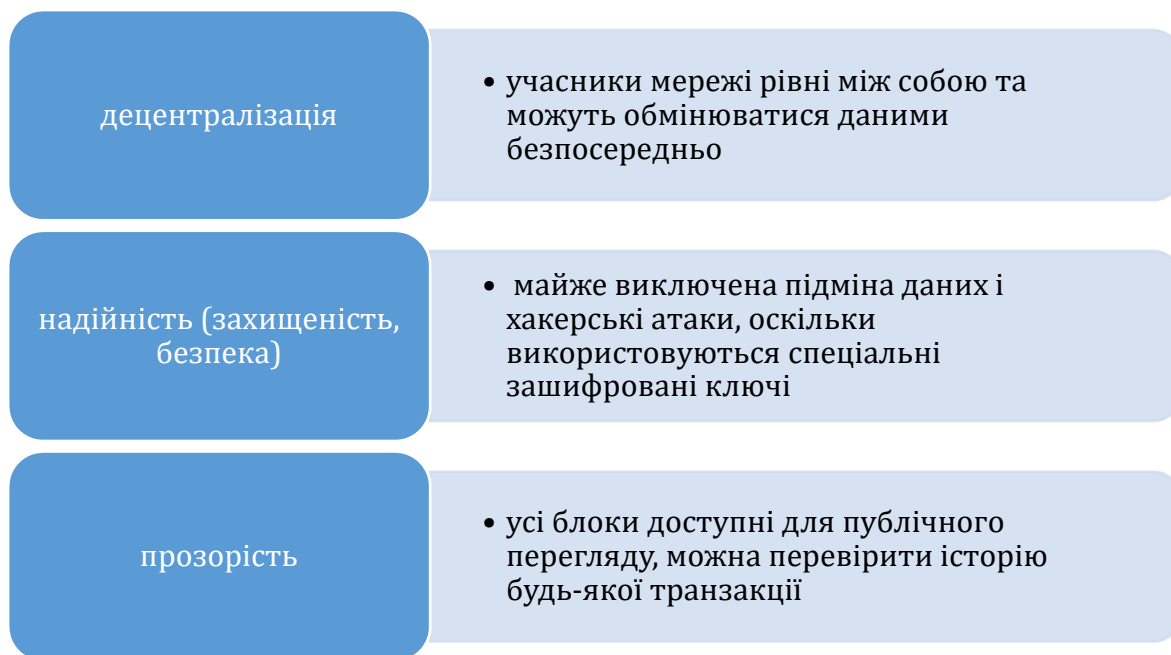 децентралізація
• учасники мережі рівні між собою та
можуть обмінюватися даними
безпосередньо
надійність (захищеність,
безпека)
• майже виключена підміна даних і
хакерські атаки, оскільки
використовуються спеціальні
зашифровані ключі
прозорість
• усі блоки доступні для публічного
перегляду, можна перевірити історію
будь-якої транзакції